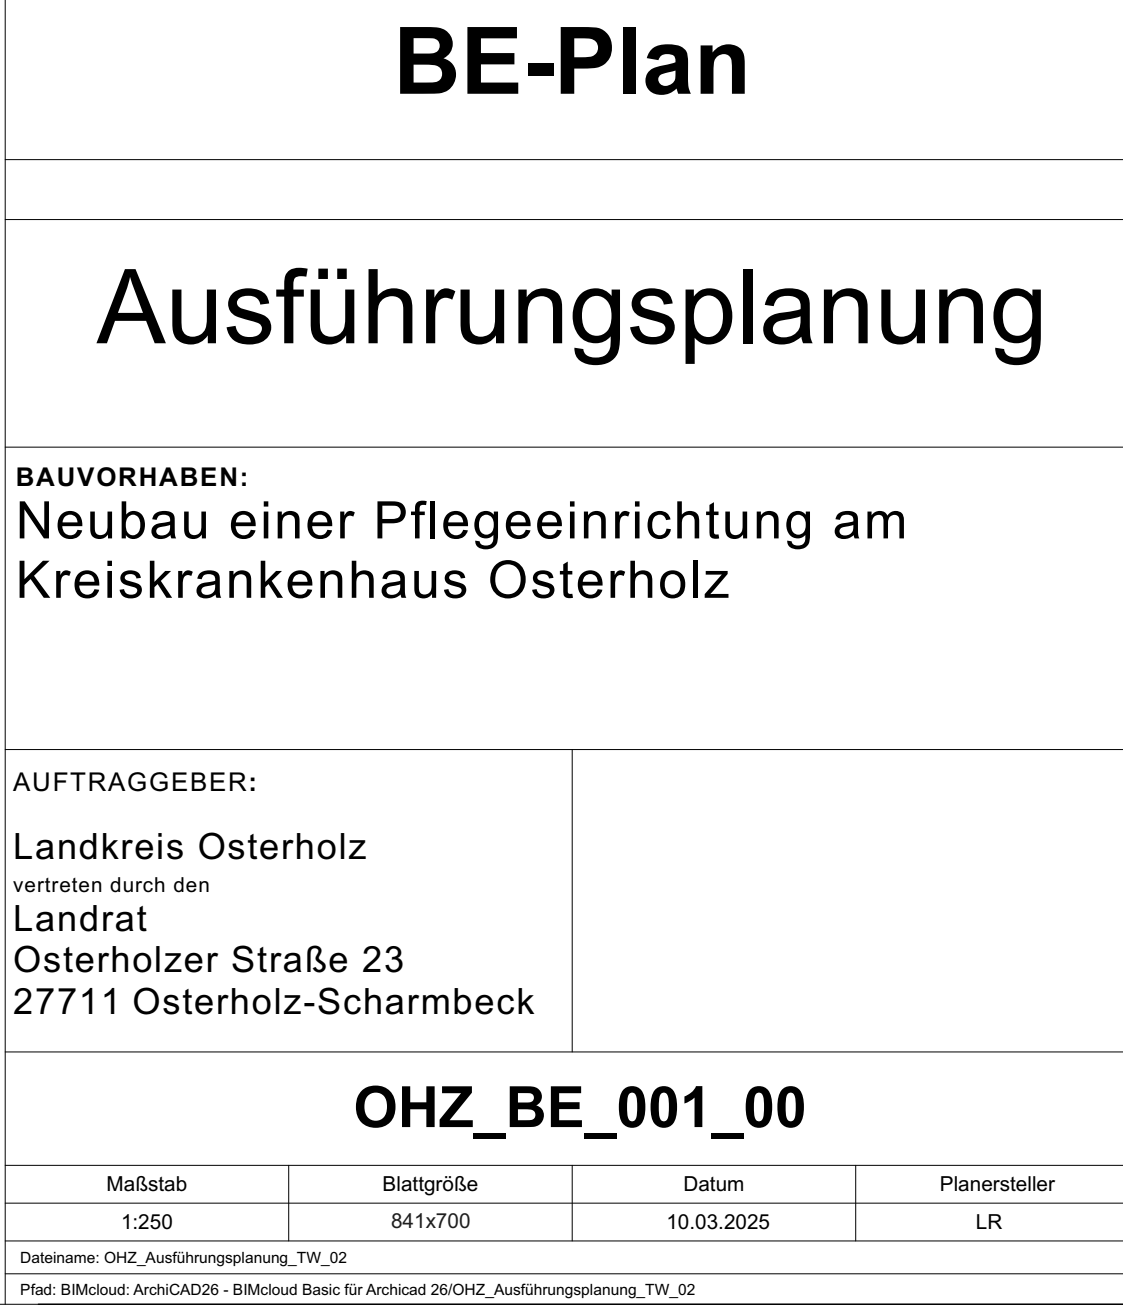 BE-Plan
Ausführungsplanung
BAUVORHABEN:
Neubau einer Pflegeeinrichtung am
Kreiskrankenhaus Osterholz
AUFTRAGGEBER:
Landkreis Osterholz
vertreten durch den
Landrat
Osterholzer Straße 23
27711 Osterholz-Scharmbeck
OHZ_BE_001_00
Maßstab Blattgröße Datum Planersteller
1:250 841x700 10.03.2025 LR
Dateiname: OHZ_Ausführungsplanung_TW_02
Pfad: BIMcloud: ArchiCAD26 - BIMcloud Basic für Archicad 26/OHZ_Ausführungsplanung_TW_02